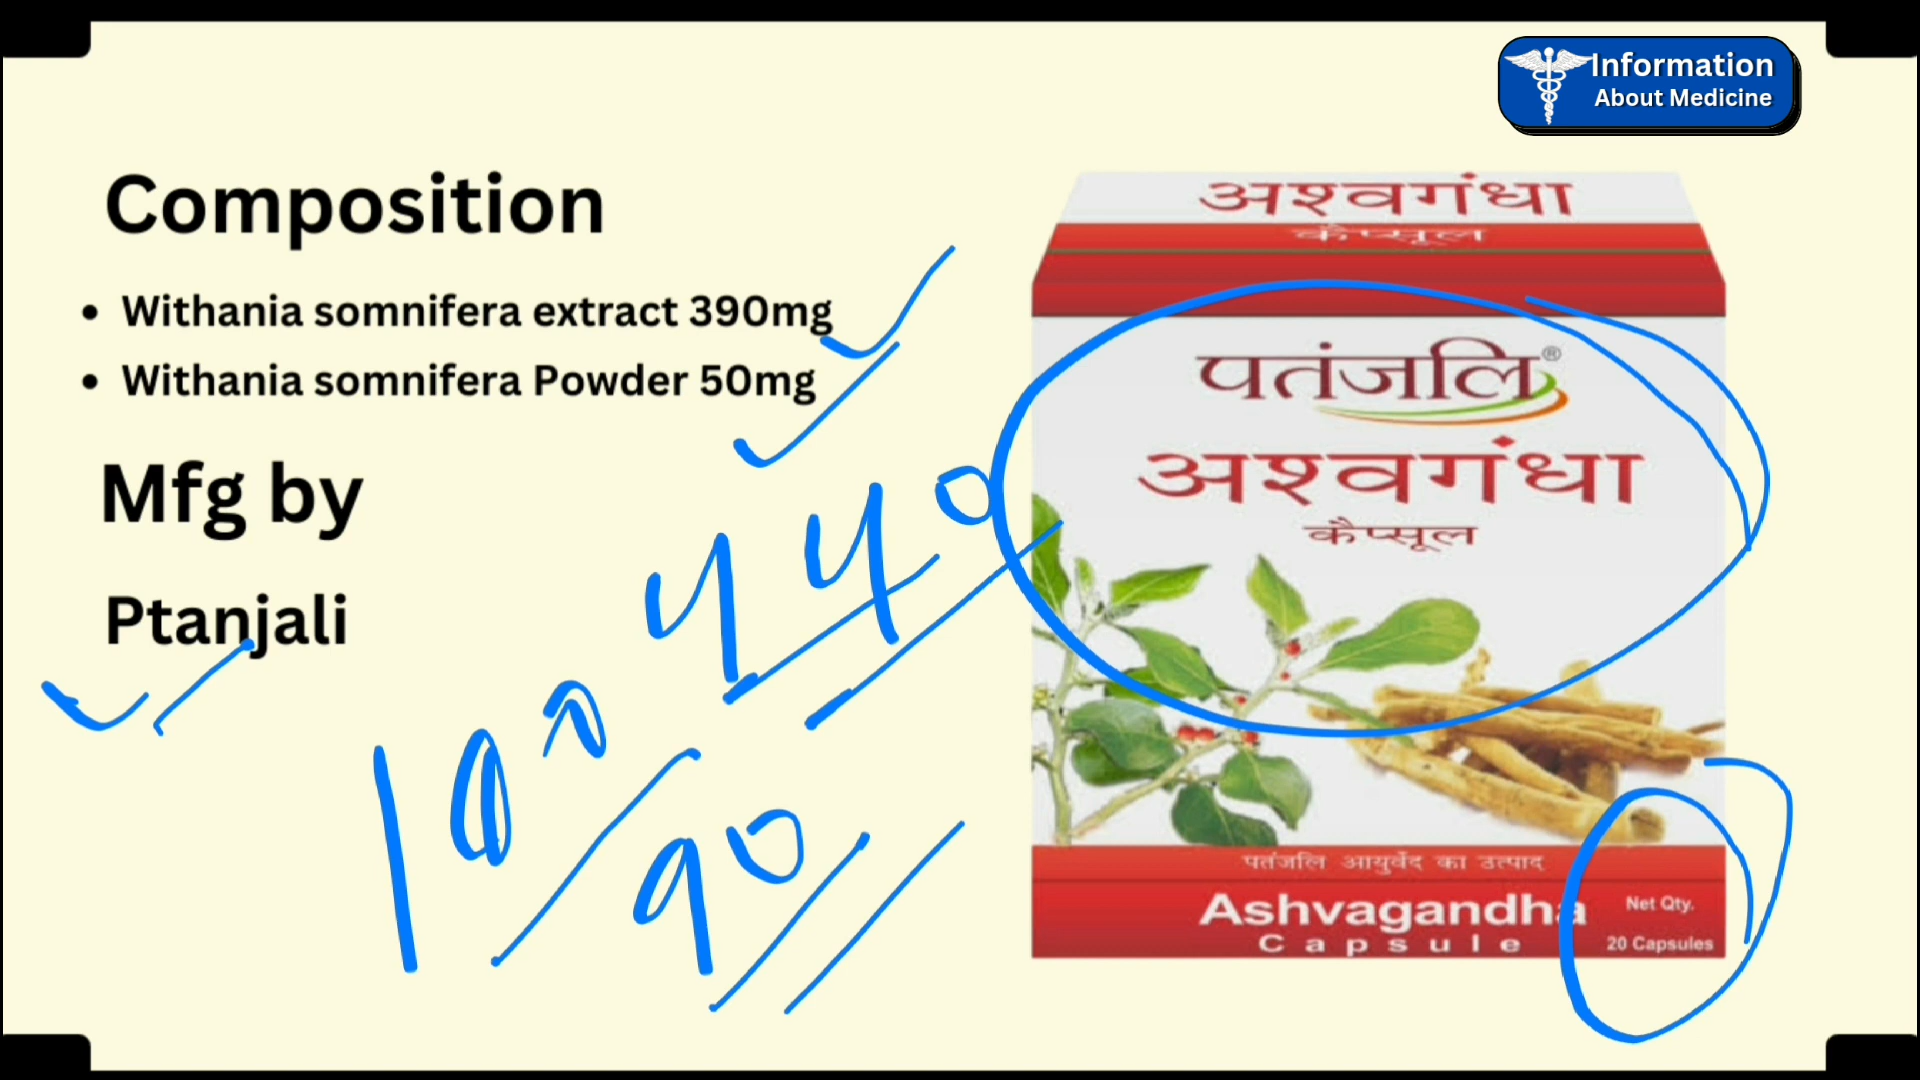 Information
About Medicine
Composition
• Withania somnifera extract 390mg
• Withania somnifera Powder 50mg
Mfg by
Ptanjali
440
90
अश्वगंधा
कैप्सूल
पतंजलि®
अश्वगंधा
कैप्सूल
पतंजलि आयुर्वेद का उत्पाद
Ashvagandha
Capsule
Net Qty.
20 Capsules